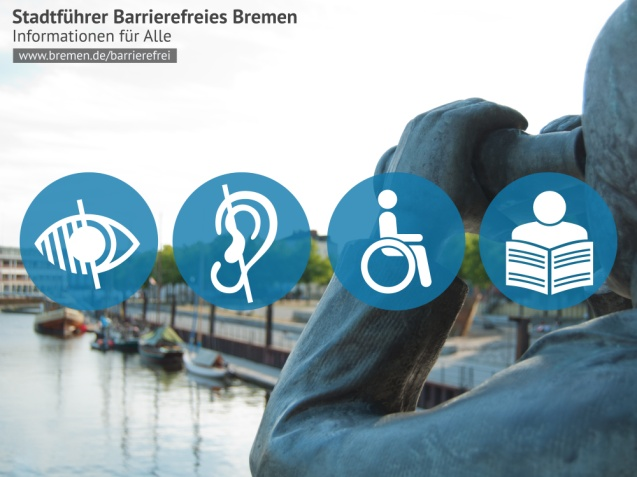 Stadtführer Barrierefreies Bremen
Informationen für Alle
www.bremen.de/barrierefrei